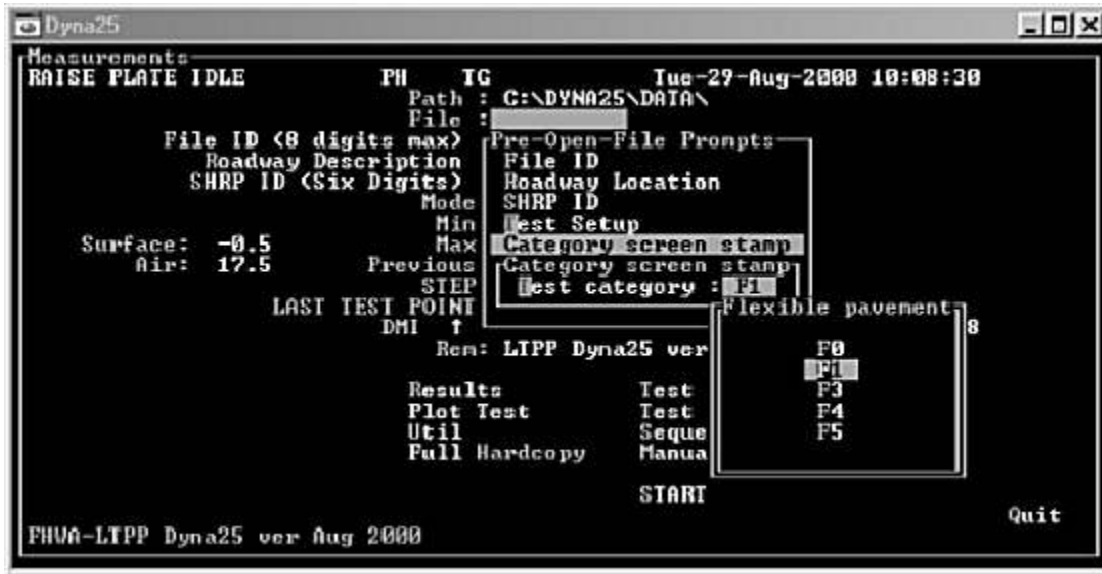 Dyna25
Measurements
RAISE PLATE IDLE PH TG Tue-29-Aug-2000 10:08:30
Path : C:\DYNA25\DATA\
File :
File ID (8 digits max)
Roadway Description
SHRP ID (Six Digits)
Mode
Min
Surface: -0.5 Max
Air: 17.5 Previous
STEP
LAST TEST POINT
DMI ↑
Pre-Open-File Prompts
File ID
Roadway Location
SHRP ID
Test Setup
Category screen stamp
Category screen stamp
Test category : F1
Flexible pavement
F0
F1
F3
F4
F5
8
Rem: LTPP Dyna25 ver
Results Test
Plot Test Test
Util Seque
Full Hardcopy Manua
START
Quit
FHWA-LTPP Dyna25 ver Aug 2000